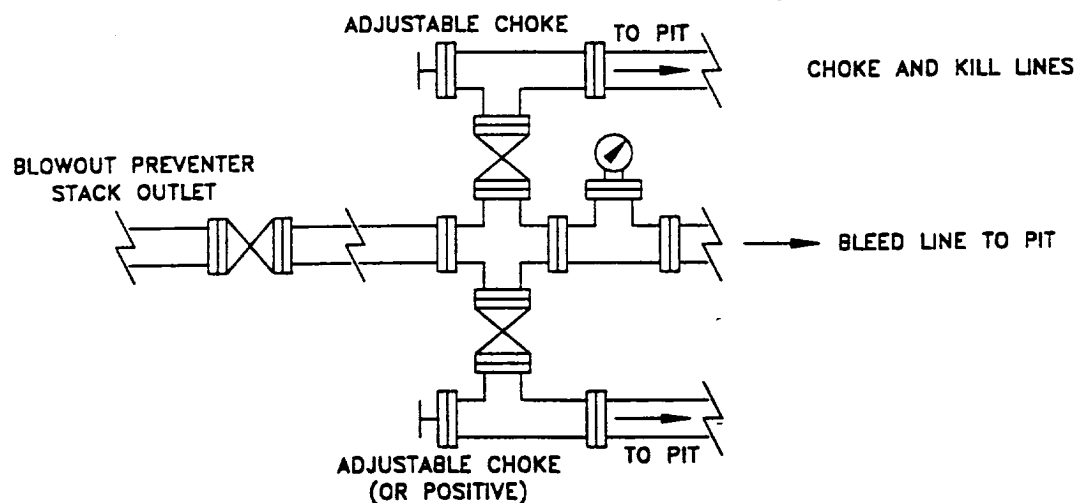 ADJUSTABLE CHOKE
TO PIT
CHOKE AND KILL LINES
BLOWOUT PREVENTER
STACK OUTLET
BLEED LINE TO PIT
TO PIT
ADJUSTABLE CHOKE
(OR POSITIVE)